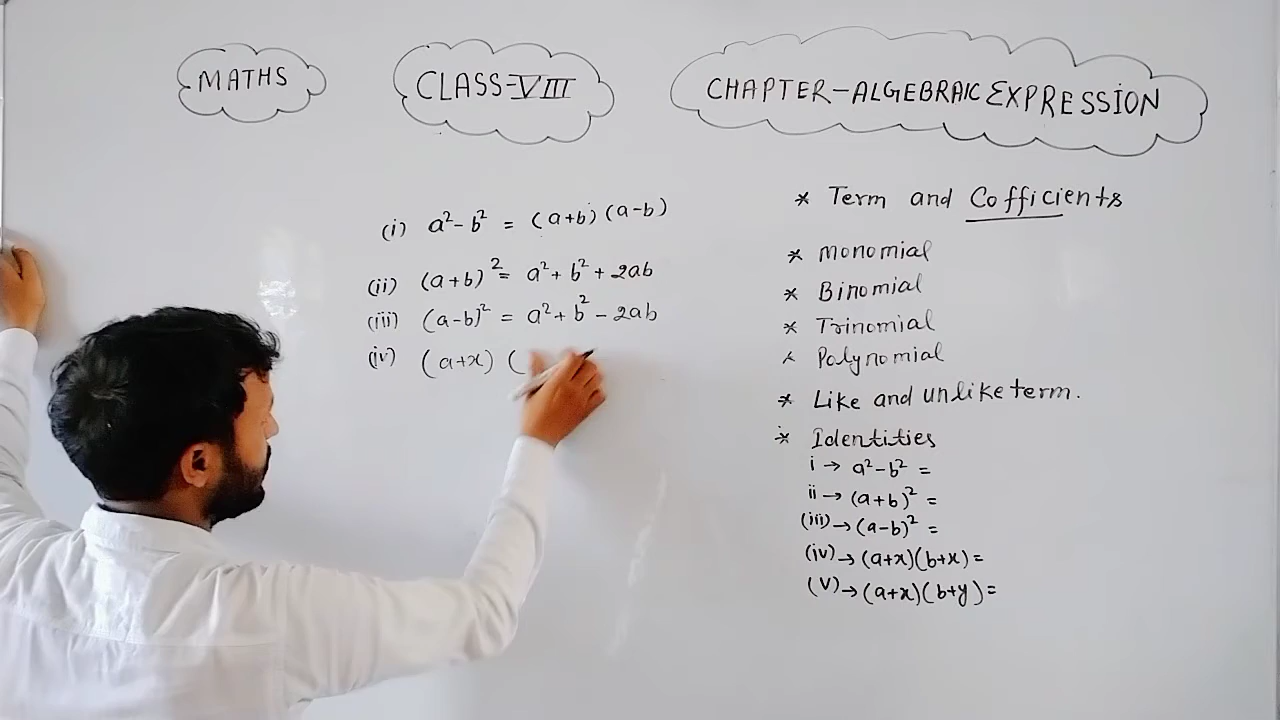 MATHS
CLASS-VIII
CHAPTER-ALGEBRAIC EXPRESSION
(i) a²-b² = (a+b)(a-b)
(ii) (a+b)² = a²+b²+2ab
(iii) (a-b)² = a²+b²-2ab
(iv) (a+x) (
* Term and Cofficients
* Monomial
* Binomial
* Trinomial
* Polynomial
* Like and unlike term.
* Identities
i → a²-b² =
ii → (a+b)² =
(iii) → (a-b)² =
(iv) → (a+x)(b+x)=
(V) → (a+x)(b+y)=